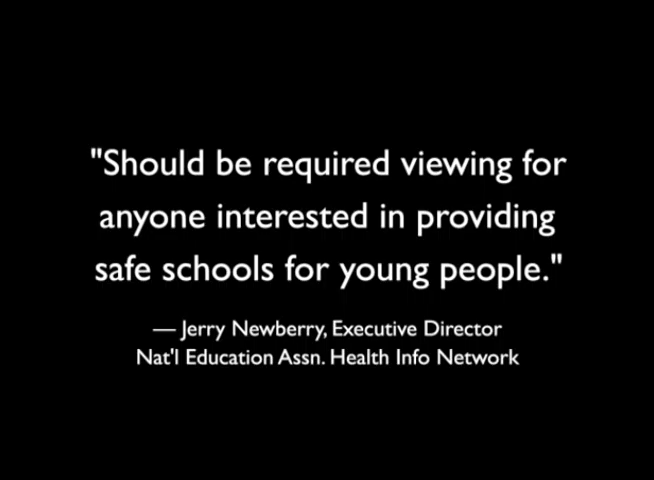 "Should be required viewing for
anyone interested in providing
safe schools for young people."
— Jerry Newberry, Executive Director
Nat'l Education Assn. Health Info Network